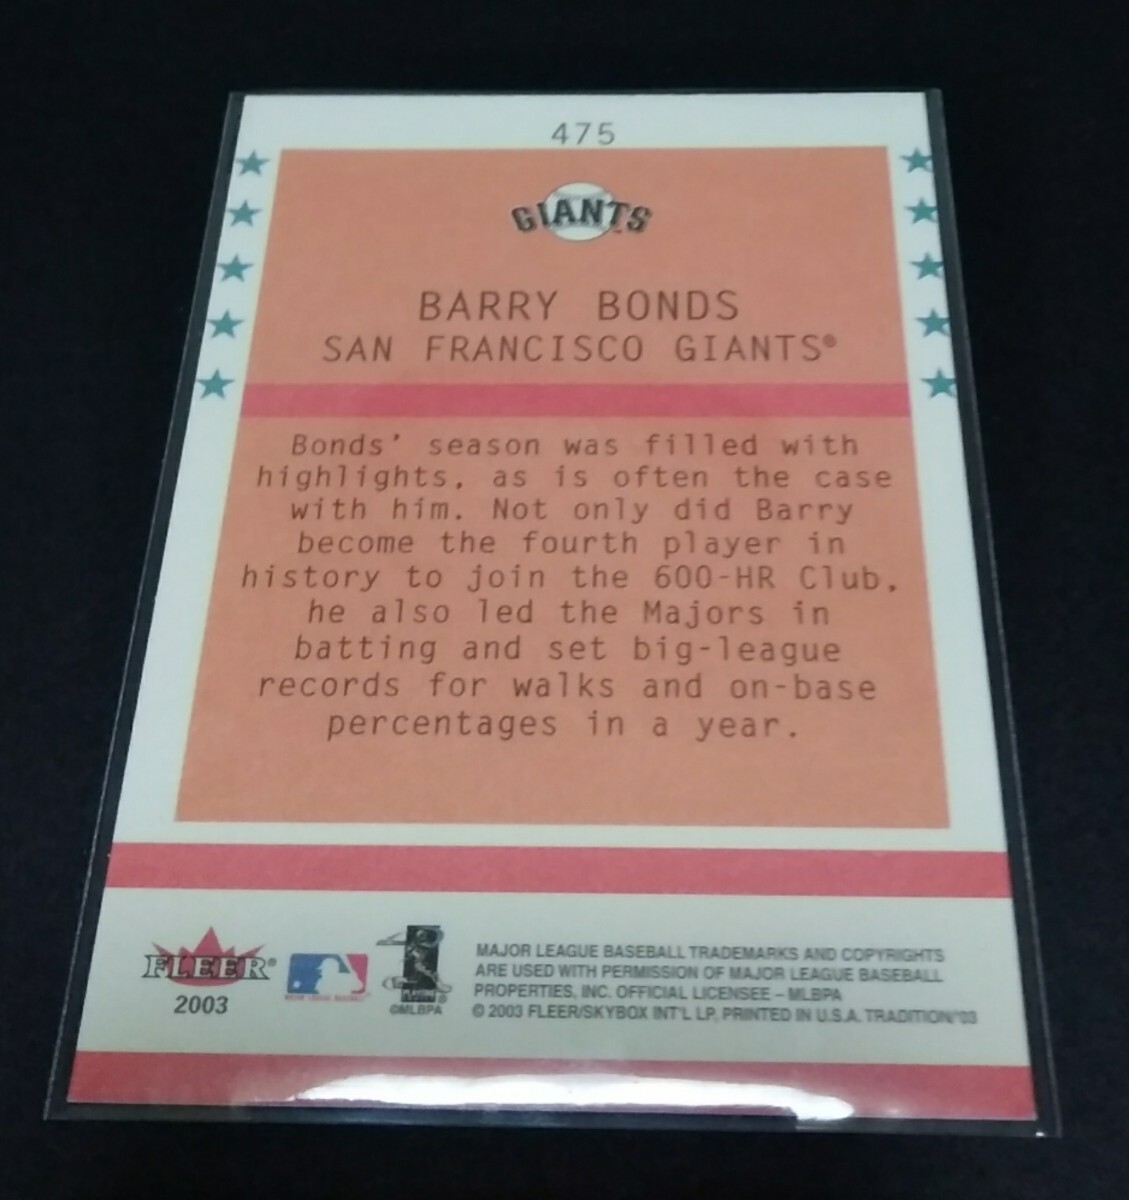 475
GIANTS
BARRY BONDS
SAN FRANCISCO GIANTS®
Bonds' season was filled with
highlights, as is often the case
with him. Not only did Barry
become the fourth player in
history to join the 600-HR Club,
he also led the Majors in
batting and set big-league
records for walks and on-base
percentages in a year.
FLEER®
2003
MAJOR LEAGUE BASEBALL
©MLBPA
MAJOR LEAGUE BASEBALL TRADEMARKS AND COPYRIGHTS
ARE USED WITH PERMISSION OF MAJOR LEAGUE BASEBALL
PROPERTIES, INC. OFFICIAL LICENSEE – MLBPA
© 2003 FLEER/SKYBOX INT'L LP, PRINTED IN U.S.A. TRADITION/'03